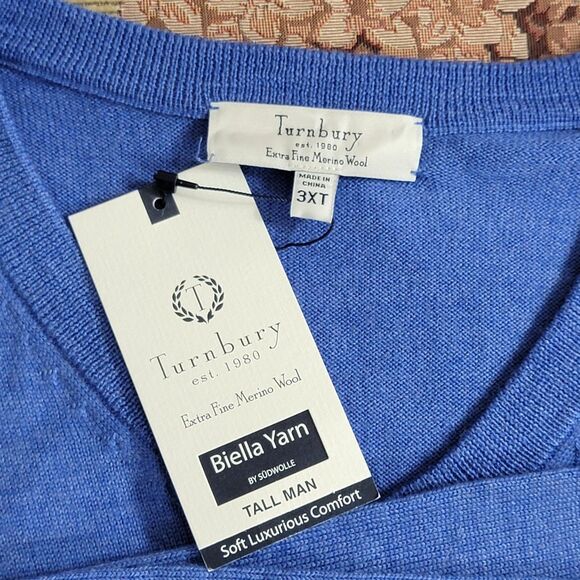 Turnbury
est. 1980
Extra Fine Merino Wool
MADE IN
CHINA
3XT
T
Turnbury
est. 1980
Extra Fine Merino Wool
Biella Yarn
BY SÜDWOLLE
TALL MAN
Soft Luxurious Comfort